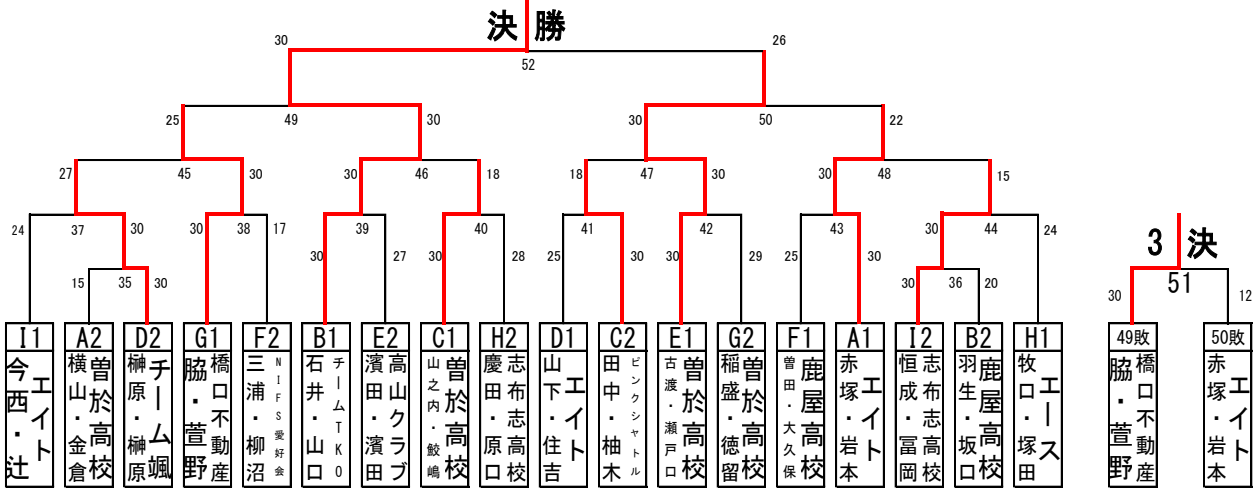 決勝
30 26
52
25 49 30 30 50 22
27 45 30 30 46 18 18 47 30 30 48 15
24 37 30 30 38 17 39 40 41 42 43 30 44 24
30 27 30 28 25 30 30 29 25 30
15 35 30 30 36 20
3決
30 51 12
I1
エイト
今西・辻
A2
曽於高校
横山・金倉
D2
チーム颯
榊原・榊原
G1
橋口不動産
脇・萱野
F2
NIFS愛好会
三浦・柳沼
B1
チームTKO
石井・山口
E2
高山クラブ
濱田・濱田
C1
曽於高校
山之内・鮫嶋
H2
志布志高校
慶田・原口
D1
エイト
山下・住吉
C2
ピンクシャトル
田中・柚木
E1
曽於高校
古渡・瀬戸口
G2
曽於高校
稲盛・徳留
F1
鹿屋高校
曽田・大久保
A1
エイト
赤塚・岩本
I2
志布志高校
恒成・冨岡
B2
鹿屋高校
羽生・坂口
H1
エース
牧口・塚田
49敗
橋口不動産
脇・萱野
50敗
エイト
赤塚・岩本